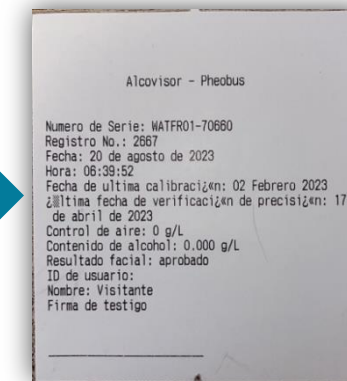 Alcovisor - Pheobus
Numero de Serie: WATFR01-70660
Registro No.: 2667
Fecha: 20 de agosto de 2023
Hora: 06:39:52
Fecha de ultima calibraci¿«n: 02 Febrero 2023
¿▒ltima fecha de verificaci¿«n de precisi¿«n: 17
de abril de 2023
Control de aire: 0 g/L
Contenido de alcohol: 0.000 g/L
Resultado facial: aprobado
ID de usuario:
Nombre: Visitante
Firma de testigo